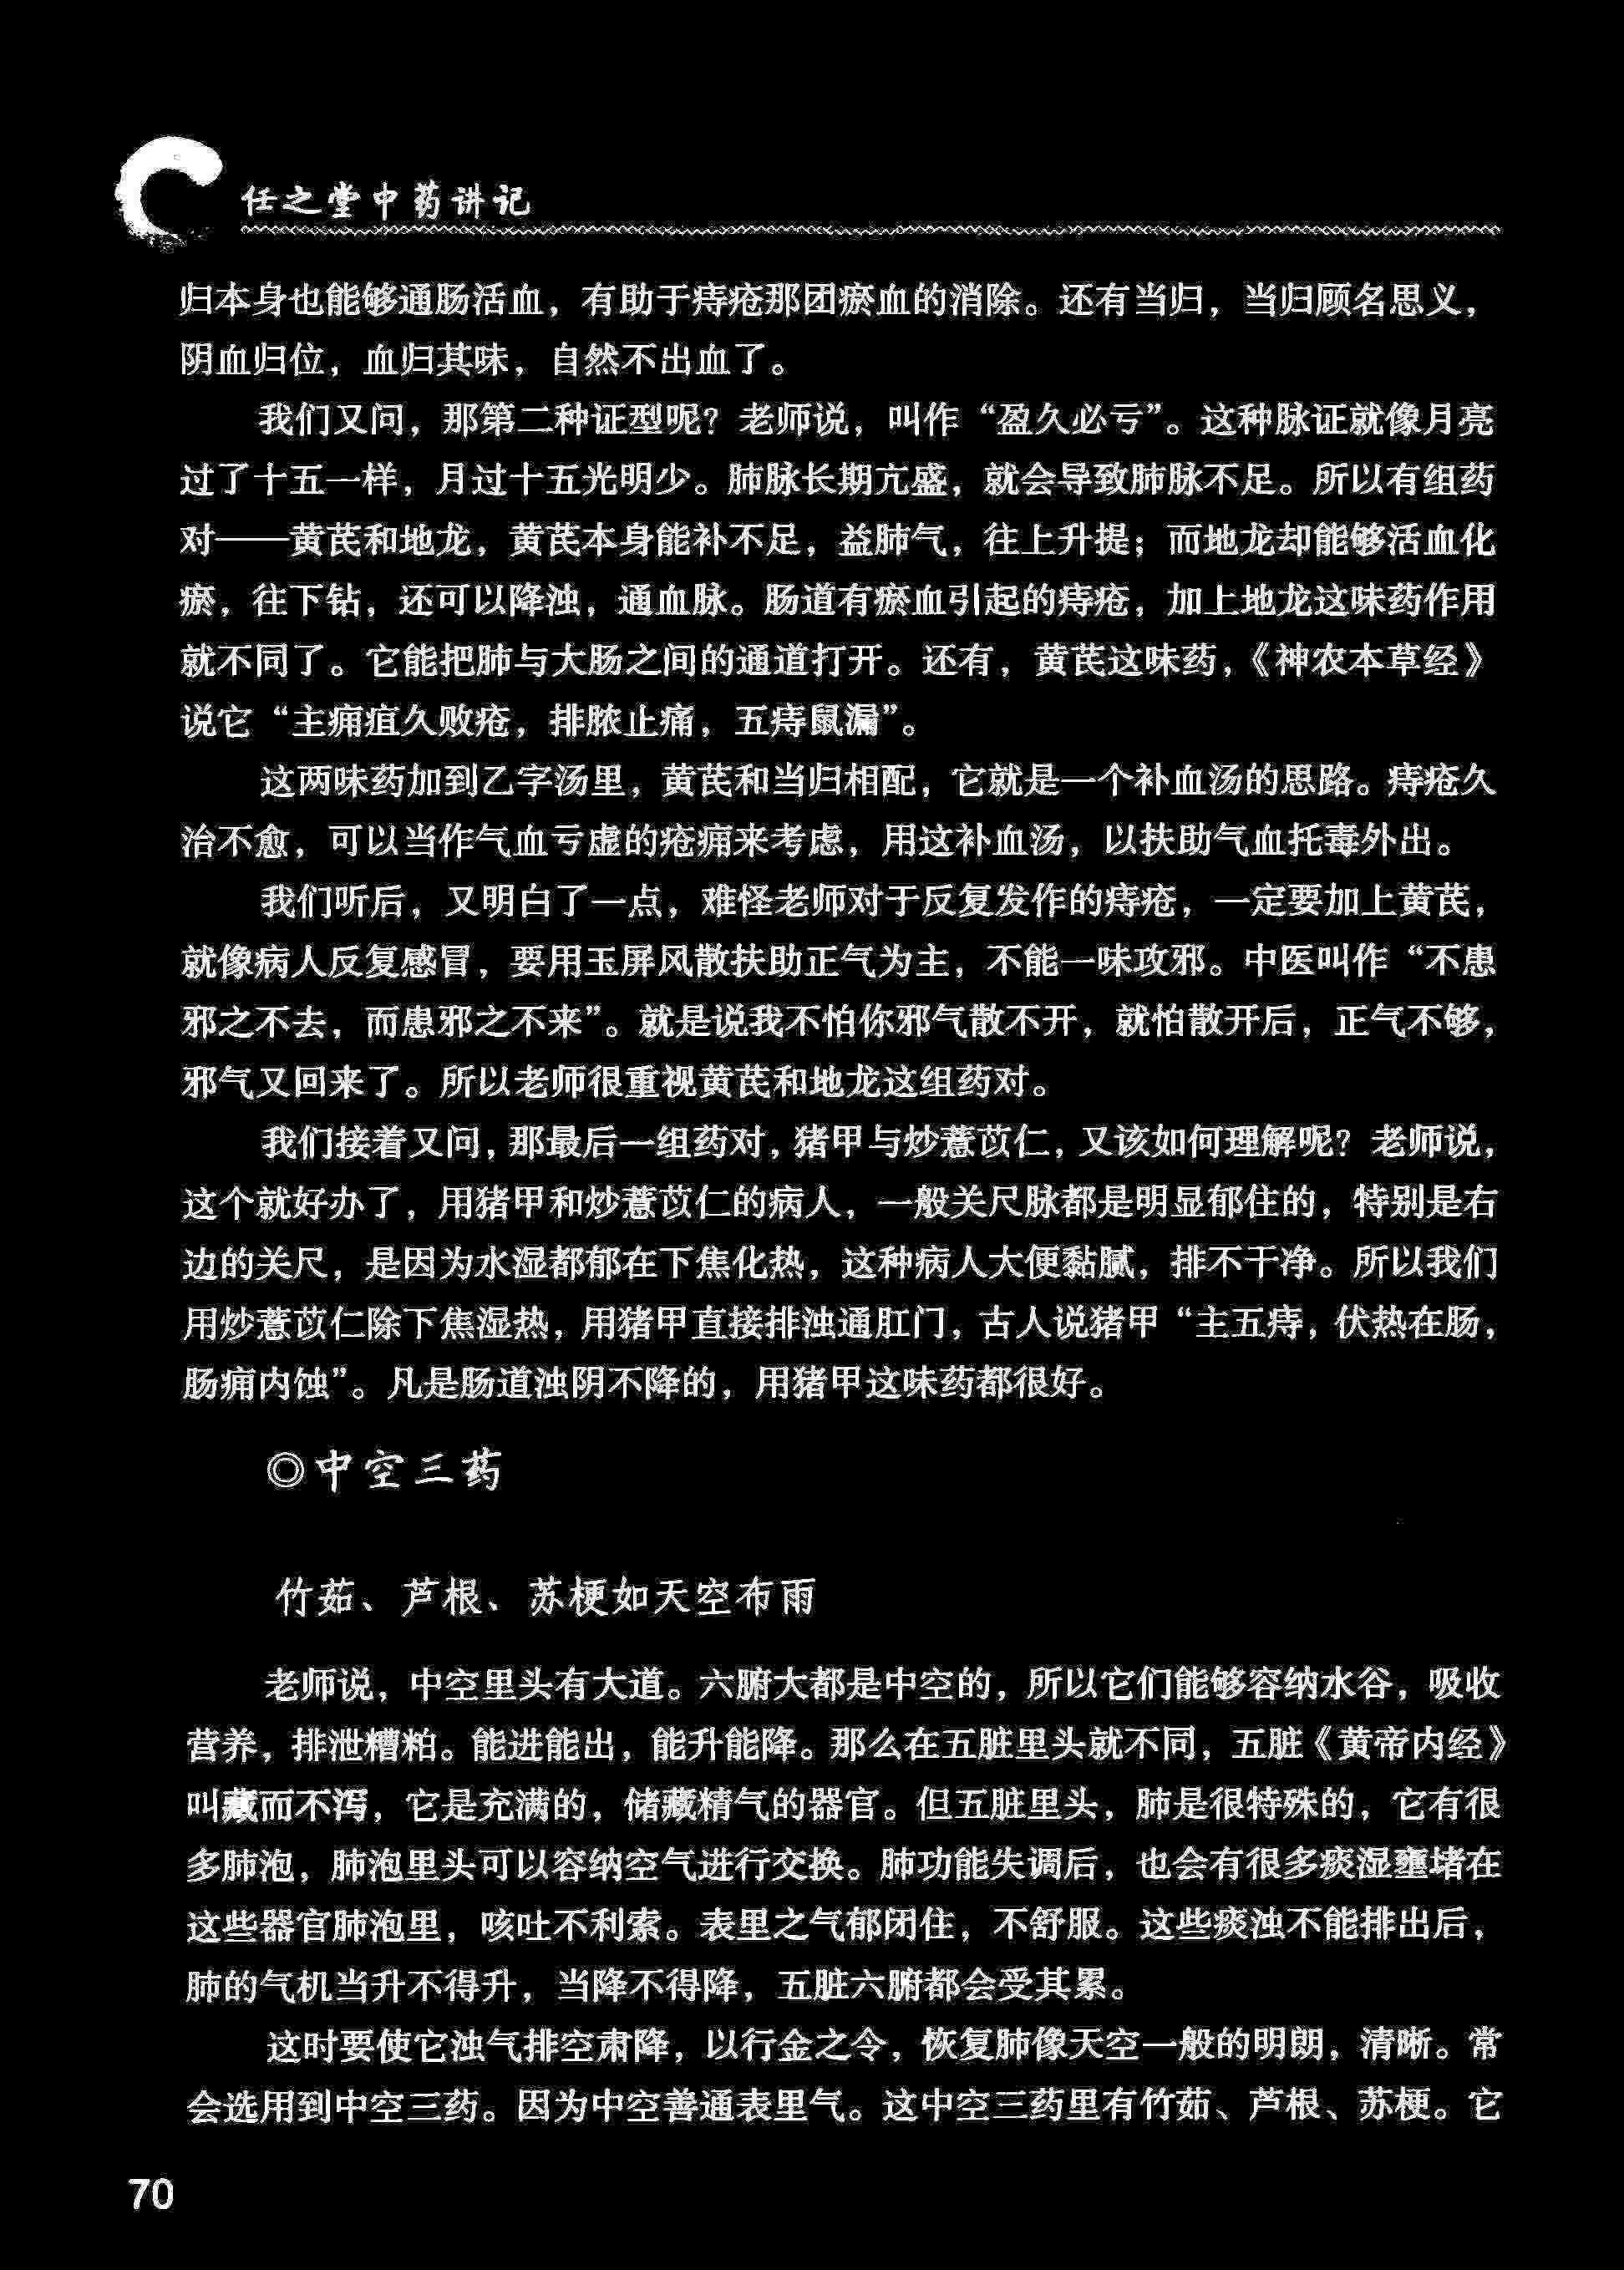 任之堂中药讲记
归本身也能够通肠活血，有助于痔疮那团瘀血的消除。还有当归，当归顾名思义，
阴血归位，血归其味，自然不出血了。
我们又问，那第二种证型呢？老师说，叫作“盈久必亏”。这种脉证就像月亮
过了十五一样，月过十五光明少。肺脉长期亢盛，就会导致肺脉不足。所以有组药
对——黄芪和地龙，黄芪本身能补不足，益肺气，往上升提；而地龙却能够活血化
瘀，往下钻，还可以降浊，通血脉。肠道有瘀血引起的痔疮，加上地龙这味药作用
就不同了。它能把肺与大肠之间的通道打开。还有，黄芪这味药，《神农本草经》
说它“主痈疽久败疮，排脓止痛，五痔鼠漏”。
这两味药加到乙字汤里，黄芪和当归相配，它就是一个补血汤的思路。痔疮久
治不愈，可以当作气血亏虚的疮痈来考虑，用这补血汤，以扶助气血托毒外出。
我们听后，又明白了一点，难怪老师对于反复发作的痔疮，一定要加上黄芪，
就像病人反复感冒，要用玉屏风散扶助正气为主，不能一味攻邪。中医叫作“不患
邪之不去，而患邪之不来”。就是说我不怕你邪气散不开，就怕散开后，正气不够，
邪气又回来了。所以老师很重视黄芪和地龙这组药对。
我们接着又问，那最后一组药对，猪甲与炒薏苡仁，又该如何理解呢？老师说，
这个就好办了，用猪甲和炒薏苡仁的病人，一般关尺脉都是明显郁住的，特别是右
边的关尺，是因为水湿都郁在下焦化热，这种病人大便黏腻，排不干净。所以我们
用炒薏苡仁除下焦湿热，用猪甲直接排浊通肛门，古人说猪甲“主五痔，伏热在肠，
肠痈内蚀”。凡是肠道浊阴不降的，用猪甲这味药都很好。
◎中空三药
竹茹、芦根、苏梗如天空布雨
老师说，中空里头有大道。六腑大都是中空的，所以它们能够容纳水谷，吸收
营养，排泄糟粕。能进能出，能升能降。那么在五脏里头就不同，五脏《黄帝内经》
叫藏而不泻，它是充满的，储藏精气的器官。但五脏里头，肺是很特殊的，它有很
多肺泡，肺泡里头可以容纳空气进行交换。肺功能失调后，也会有很多痰湿壅堵在
这些器官肺泡里，咳吐不利索。表里之气郁闭住，不舒服。这些痰浊不能排出后，
肺的气机当升不得升，当降不得降，五脏六腑都会受其累。
这时要使它浊气排空肃降，以行金之令，恢复肺像天空一般的明朗，清晰。常
会选用到中空三药。因为中空善通表里气。这中空三药里有竹茹、芦根、苏梗。它
70